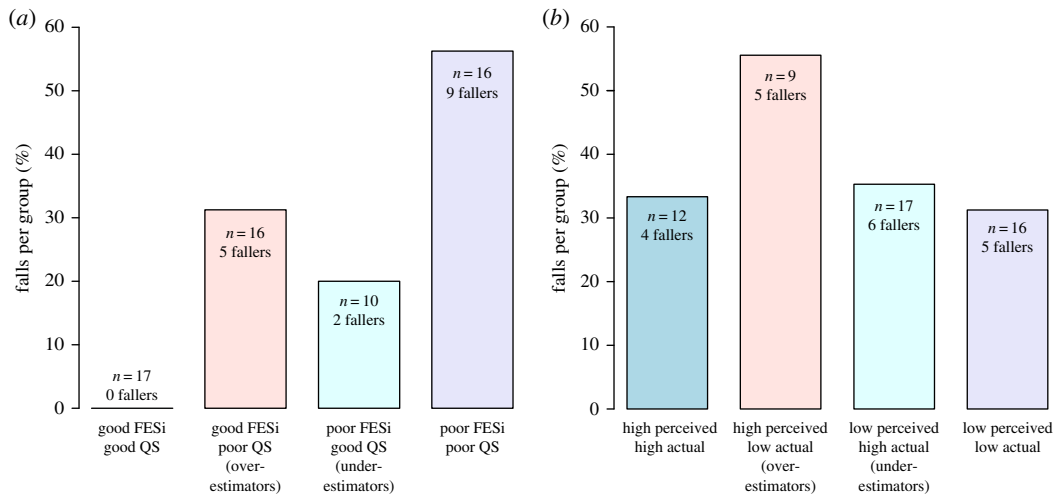 (a)
60
50
40
30
20
10
0
falls per group (%)
n = 17
0 fallers
n = 16
5 fallers
n = 10
2 fallers
n = 16
9 fallers
good FESi
good QS
good FESi
poor QS
(over-
estimators)
poor FESi
good QS
(under-
estimators)
poor FESi
poor QS
(b)
60
50
40
30
20
10
0
falls per group (%)
n = 12
4 fallers
n = 9
5 fallers
n = 17
6 fallers
n = 16
5 fallers
high perceived
high actual
high perceived
low actual
(over-
estimators)
low perceived
high actual
(under-
estimators)
low perceived
low actual